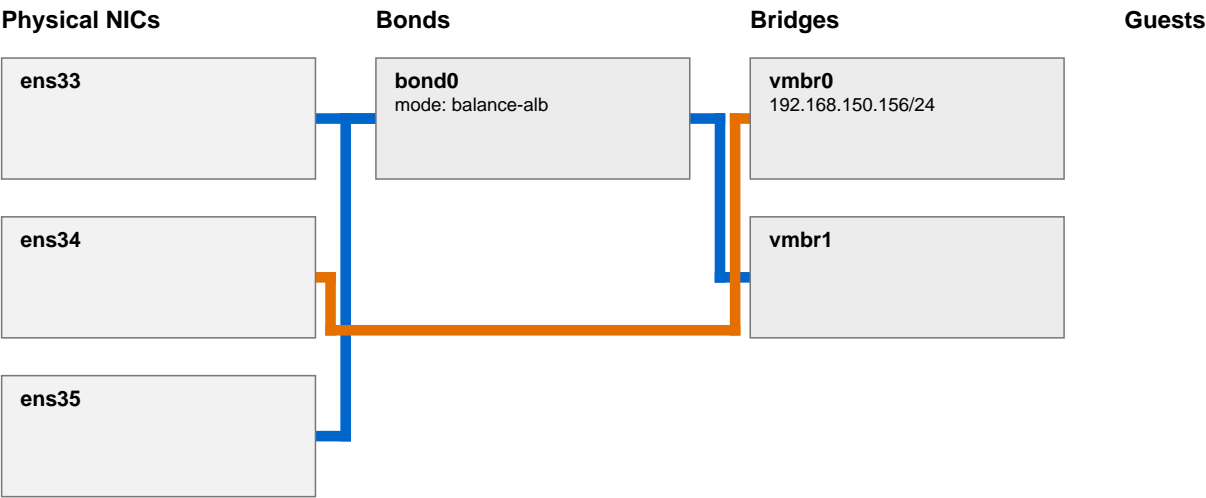 Physical NICs
Bonds
Bridges
Guests
ens33
bond0
mode: balance-alb
vmbr0
192.168.150.156/24
ens34
vmbr1
ens35